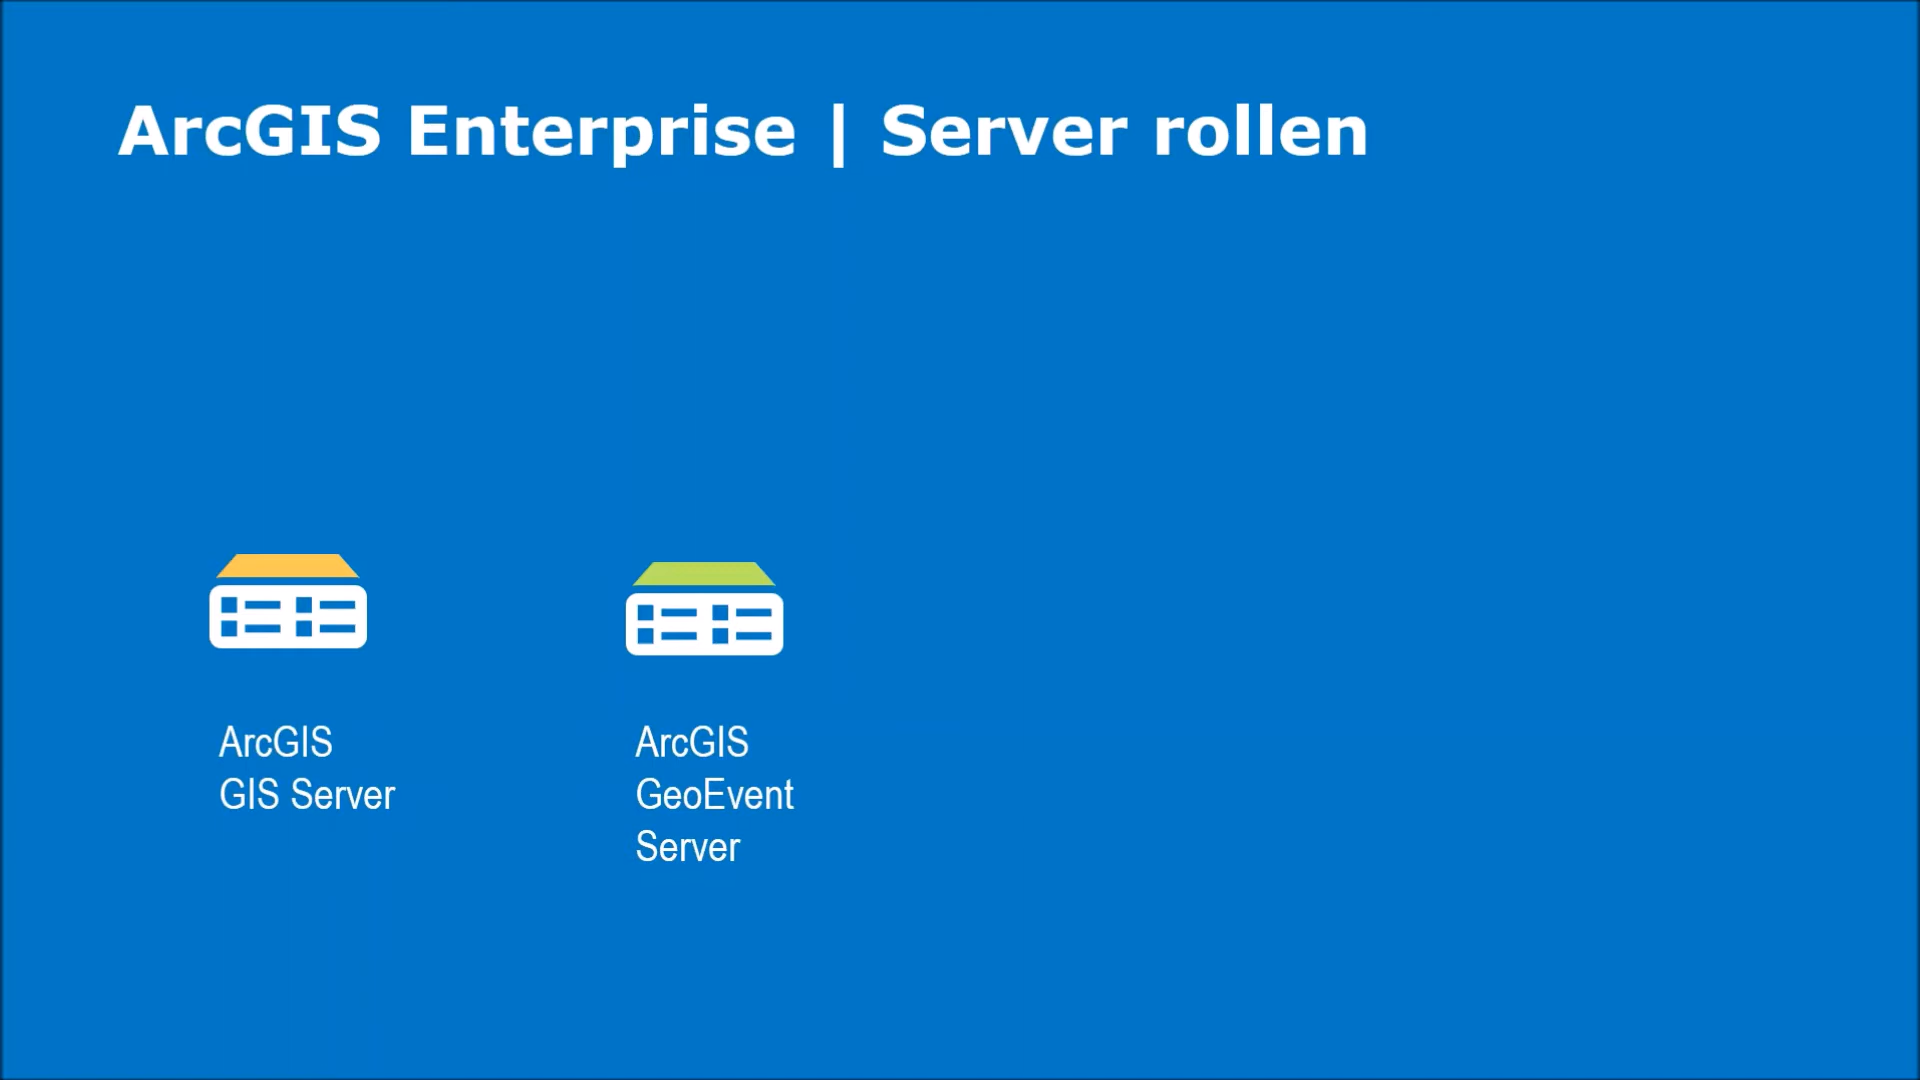 ArcGIS Enterprise | Server rollen
ArcGIS
GIS Server
ArcGIS
GeoEvent
Server